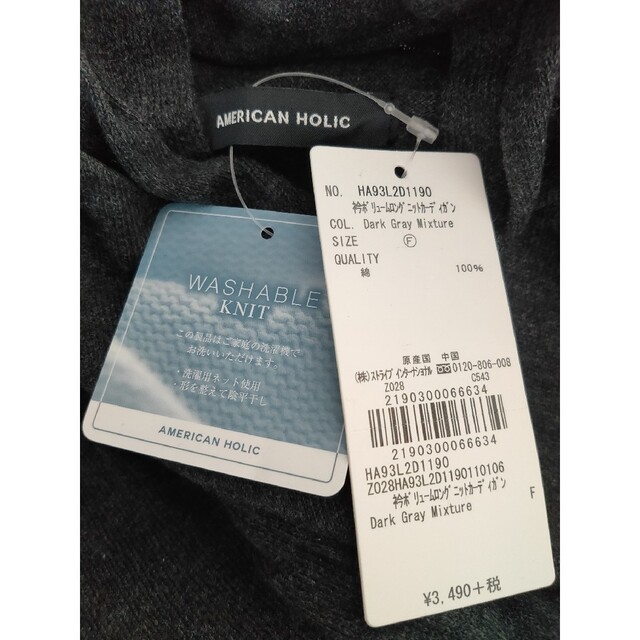 AMERICAN HOLIC
WASHABLE
KNIT
この製品はご家庭の洗濯機で
お洗いいただけます
・洗濯用ネット使用
・形を整えて陰平干し
AMERICAN HOLIC
NO. HA93L2D1190
衿ボリュームロングニットカーディガン
COL. Dark Gray Mixture
SIZE Ⓕ
QUALITY
綿 100%
原産国 中国
(株)ストライプインターナショナル 0120-806-008
Z028 C543
2190300066634
2190300066634
HA93L2D1190
Z028HA93L2D1190110106
衿ボリュームロングニットカーディガン
Dark Gray Mixture F
¥3,490+税